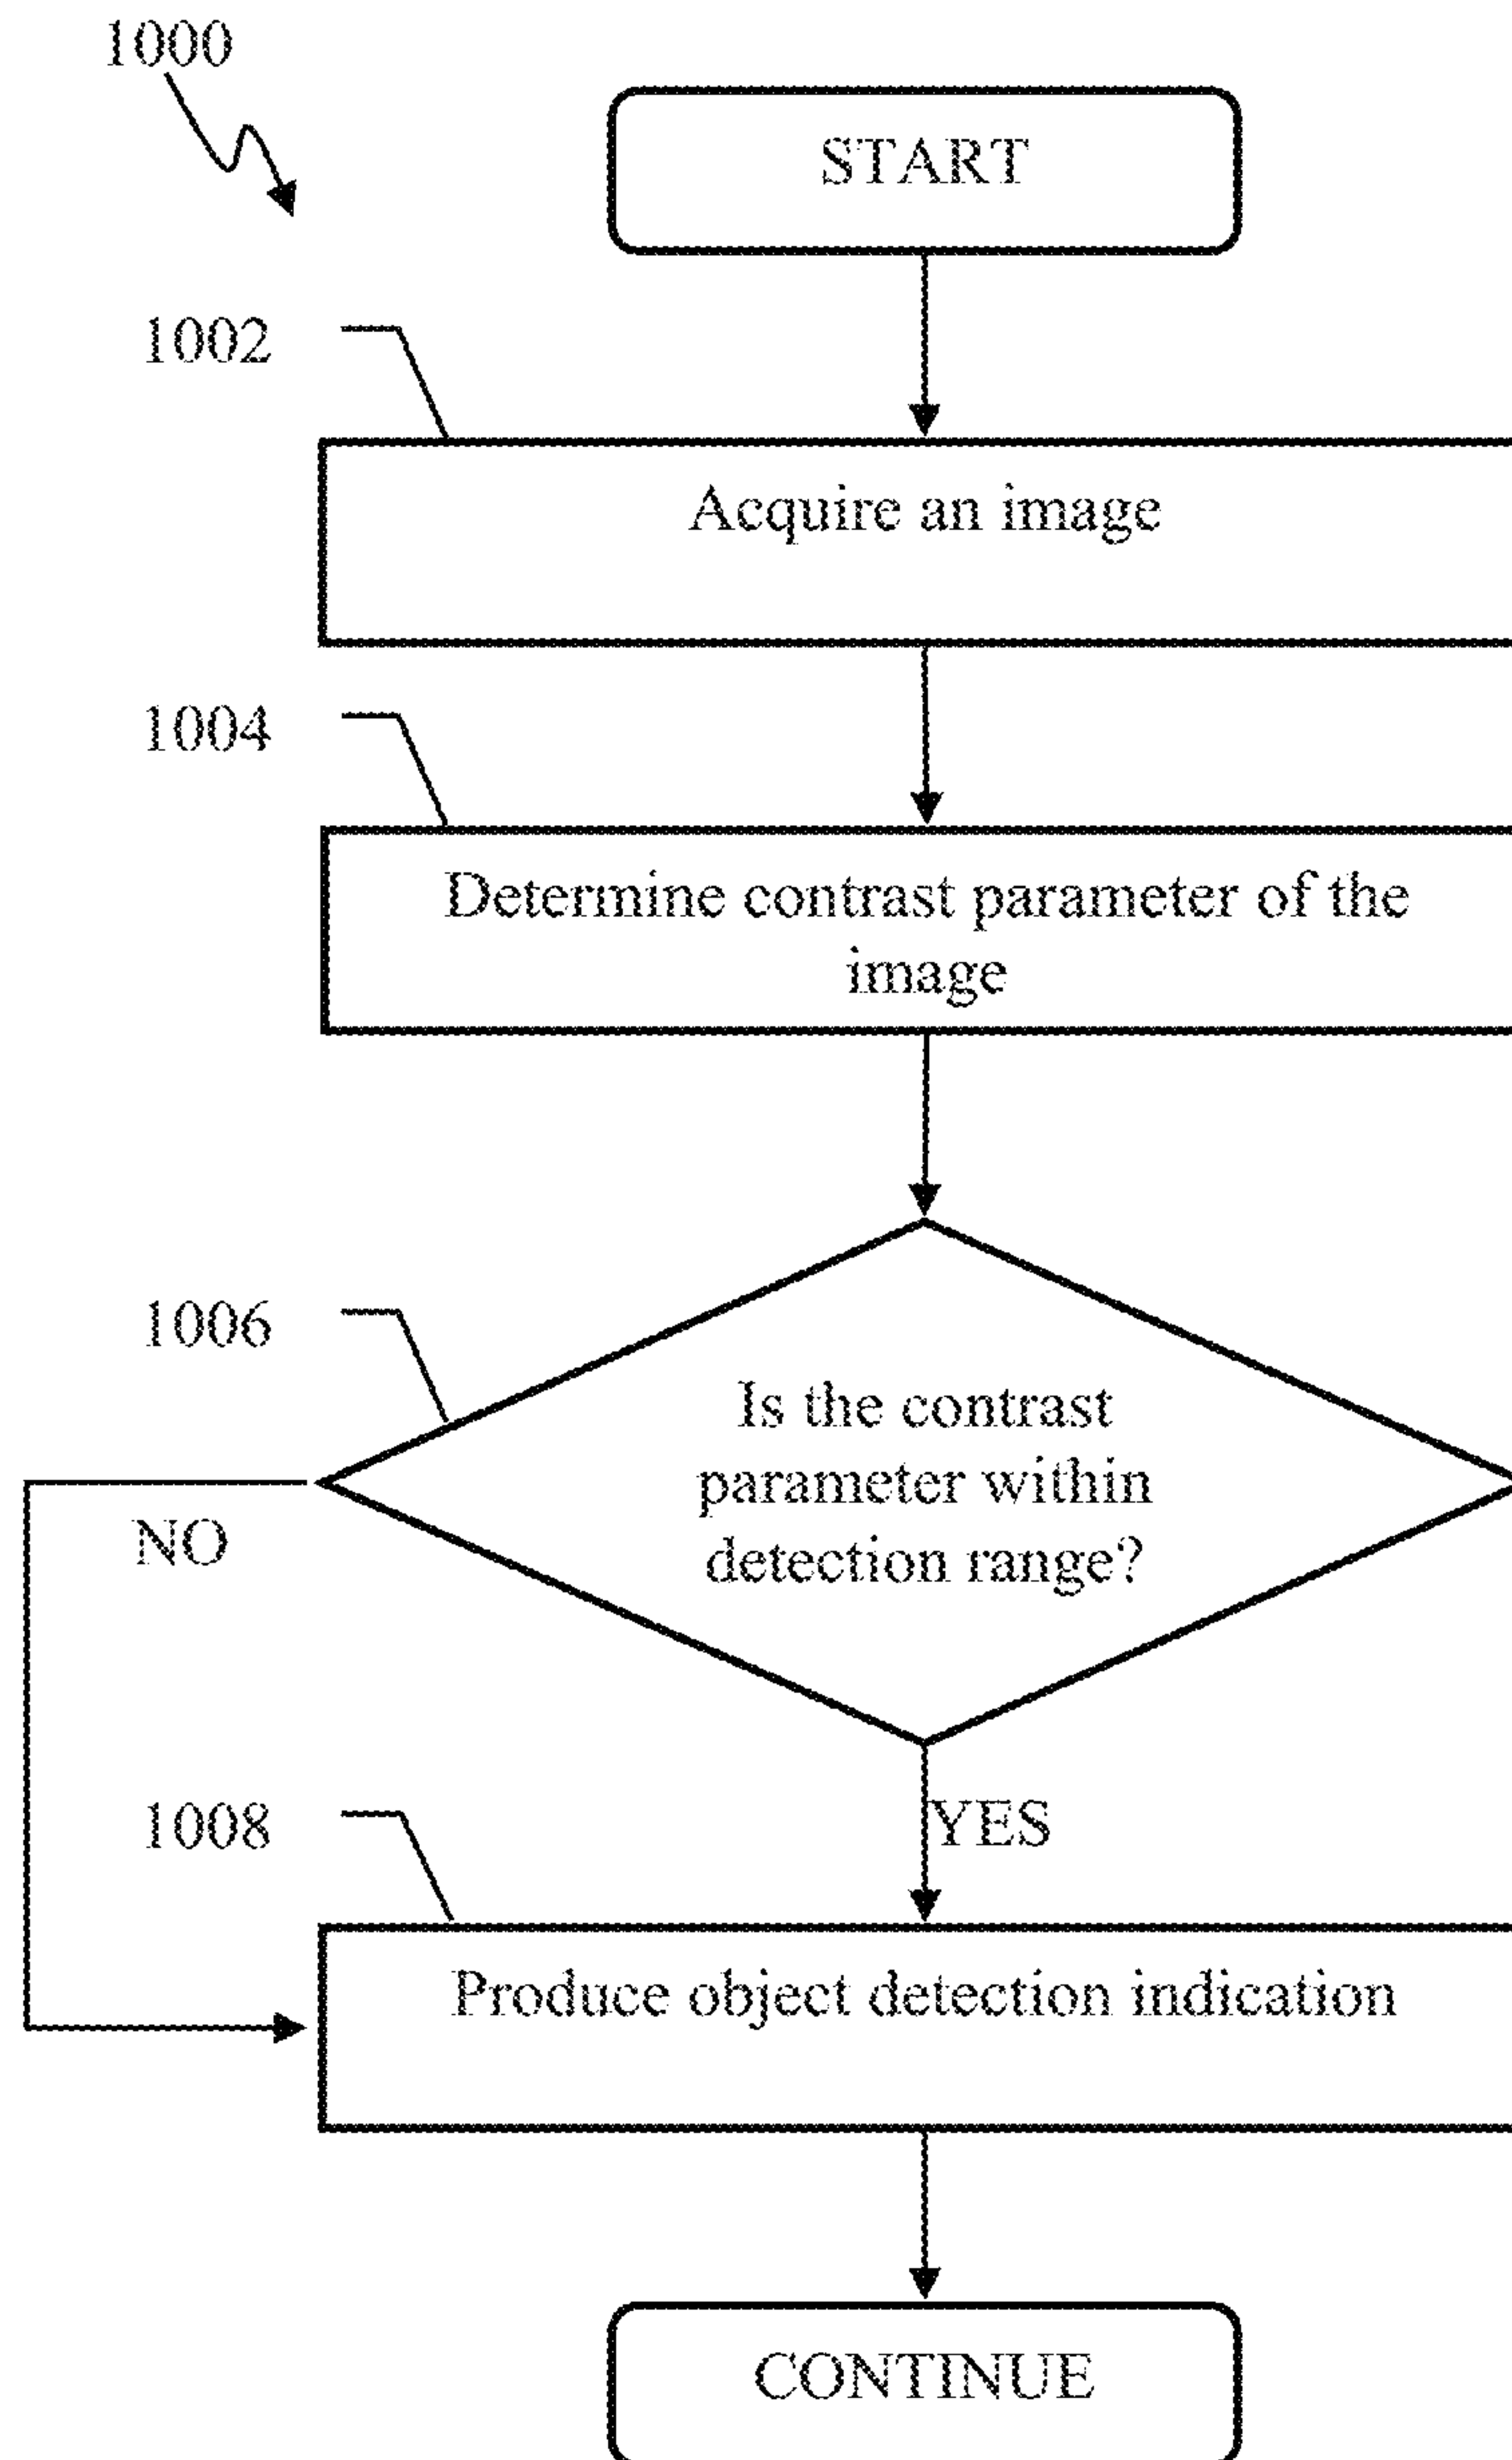 1000
START
1002
Acquire an image
1004
Determine contrast parameter of the
image
1006
Is the contrast
parameter within
detection range?
NO
YES
1008
Produce object detection indication
CONTINUE